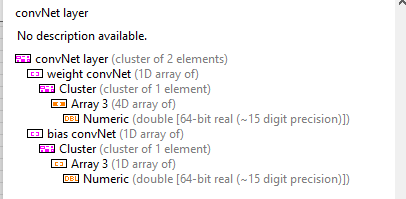 convNet layer
No description available.
convNet layer (cluster of 2 elements)
weight convNet (1D array of)
Cluster (cluster of 1 element)
Array 3 (4D array of)
DBL Numeric (double [64-bit real (~15 digit precision)])
bias convNet (1D array of)
Cluster (cluster of 1 element)
Array 3 (1D array of)
DBL Numeric (double [64-bit real (~15 digit precision)])